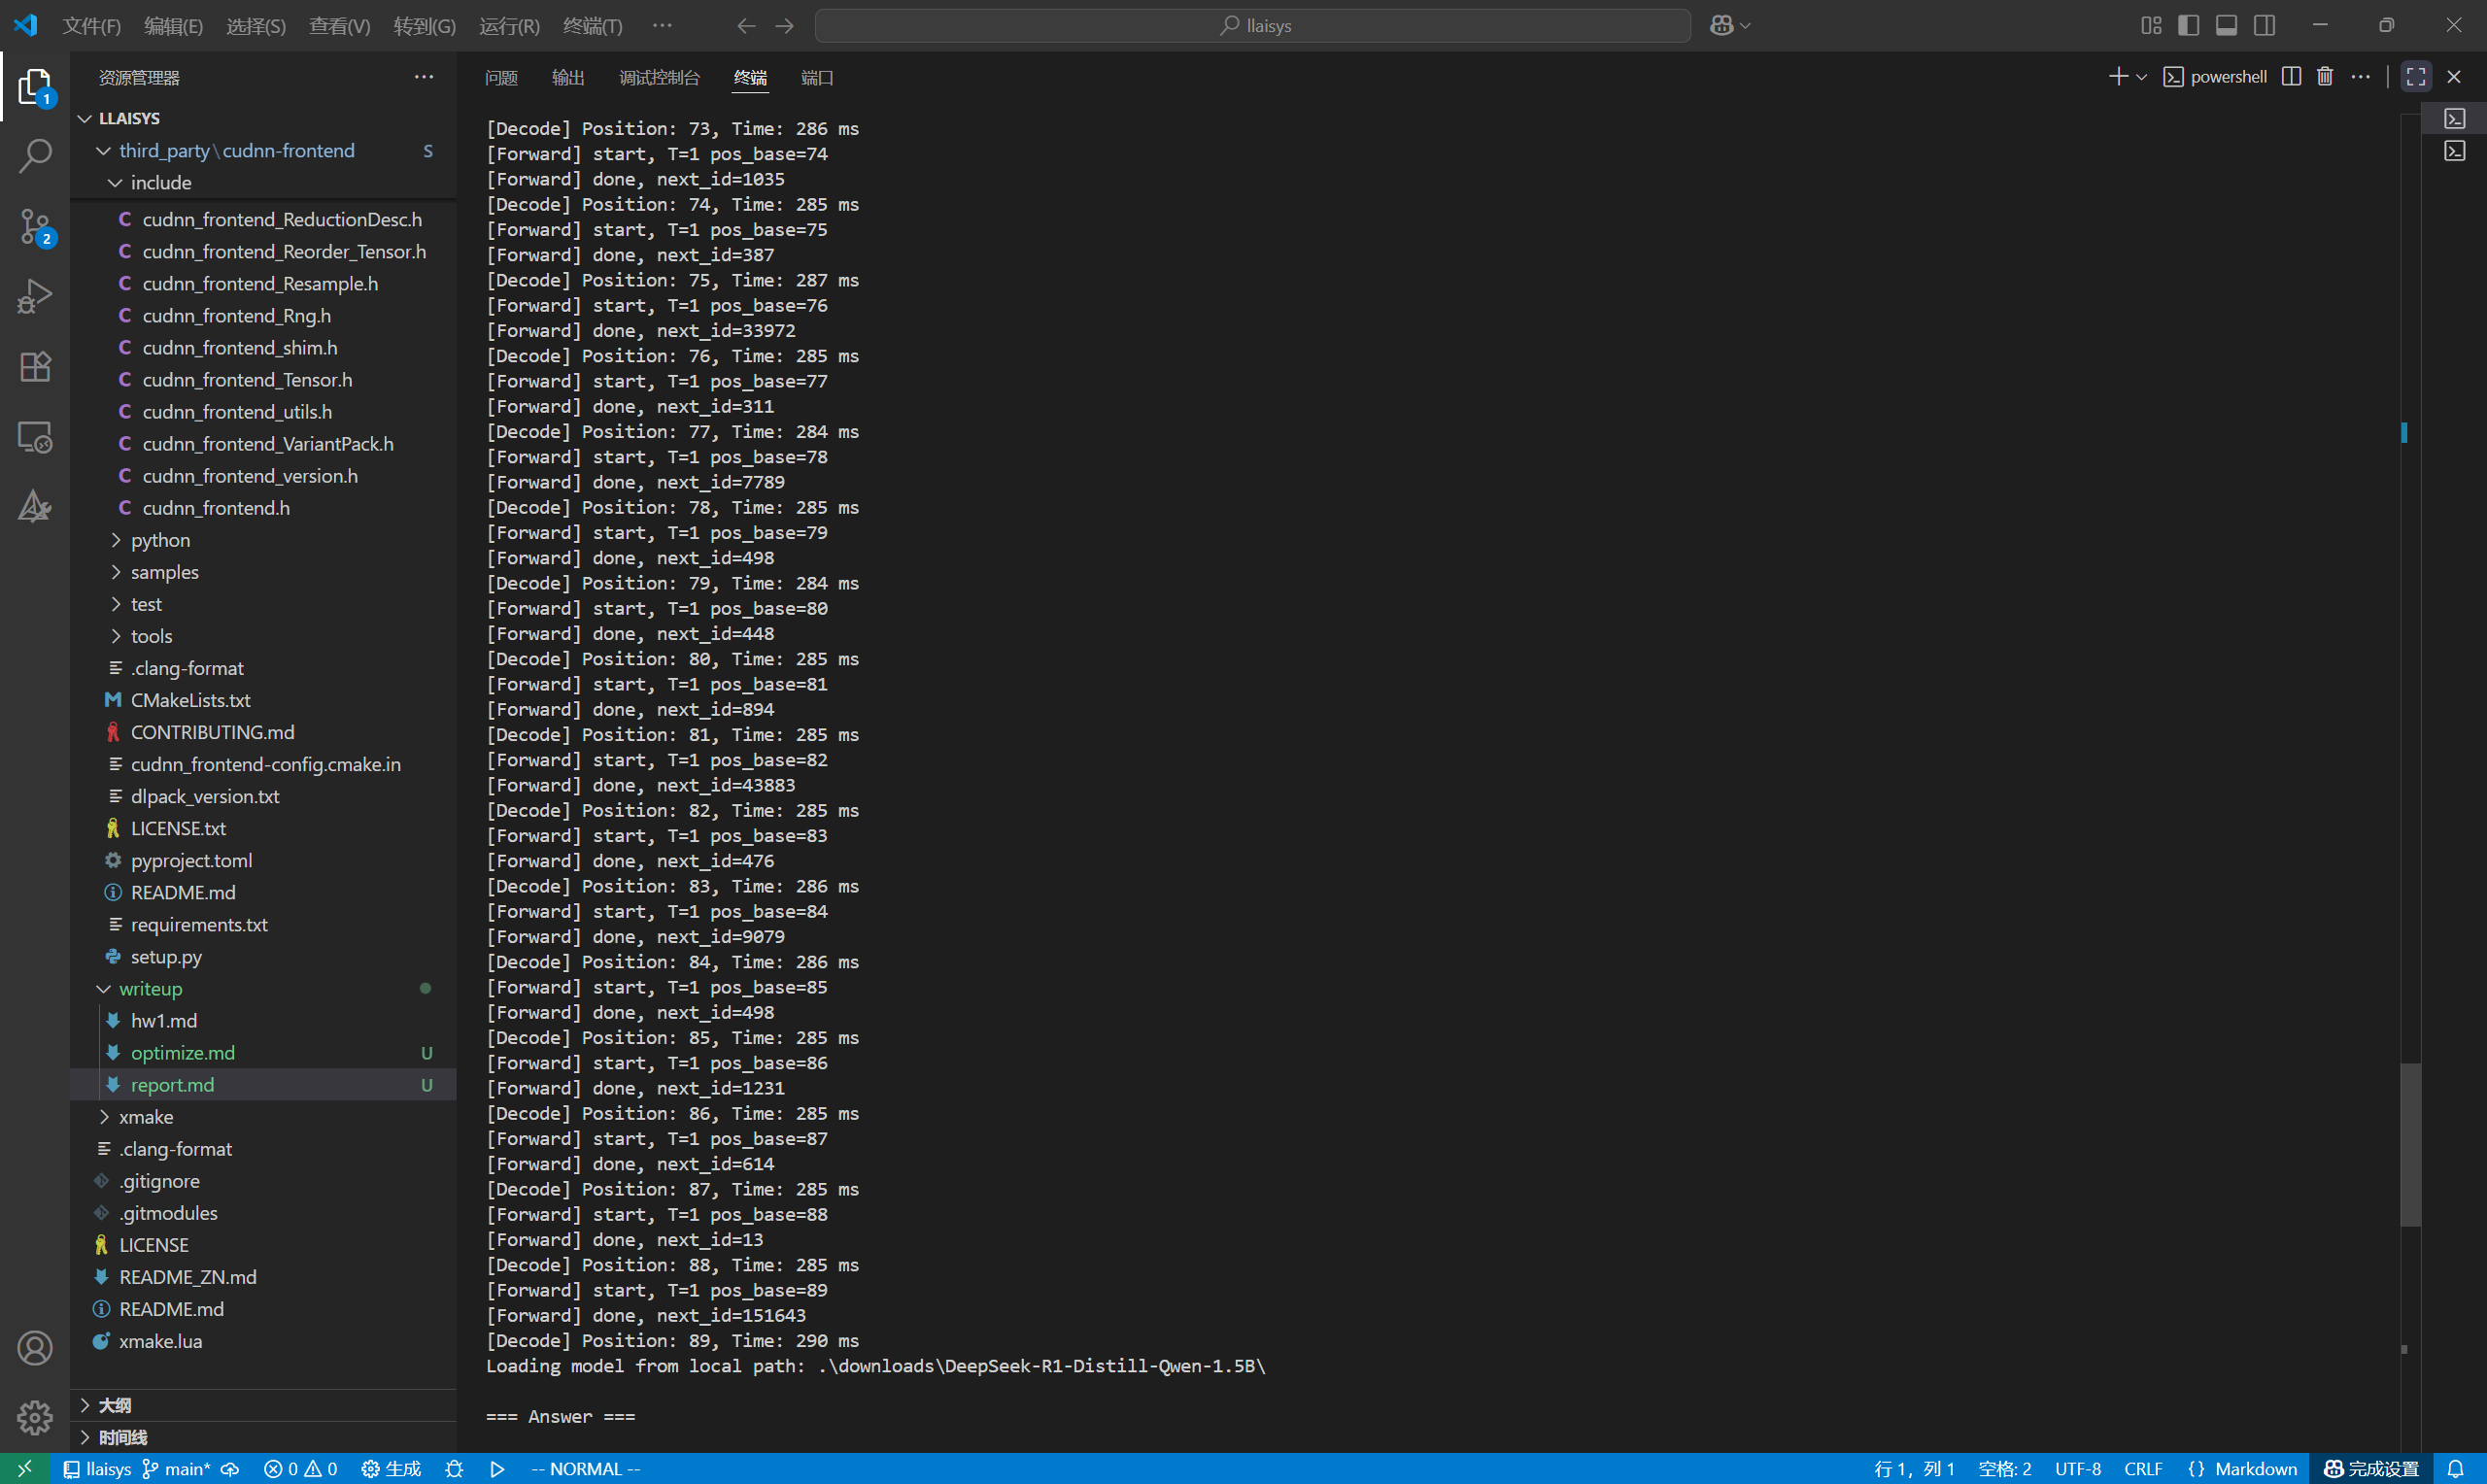 文件(F) 编辑(E) 选择(S) 查看(V) 转到(G) 运行(R) 终端(T) ··· llaisys
资源管理器 ···
LLAISYS
third_party\cudnn-frontend S
include
cudnn_frontend_ReductionDesc.h
cudnn_frontend_Reorder_Tensor.h
cudnn_frontend_Resample.h
cudnn_frontend_Rng.h
cudnn_frontend_shim.h
cudnn_frontend_Tensor.h
cudnn_frontend_utils.h
cudnn_frontend_VariantPack.h
cudnn_frontend_version.h
cudnn_frontend.h
python
samples
test
tools
.clang-format
CMakeLists.txt
CONTRIBUTING.md
cudnn_frontend-config.cmake.in
dlpack_version.txt
LICENSE.txt
pyproject.toml
README.md
requirements.txt
setup.py
writeup
hw1.md
optimize.md U
report.md U
xmake
.clang-format
.gitignore
.gitmodules
LICENSE
README_ZN.md
README.md
xmake.lua
大纲
时间线
1
2
问题 输出 调试控制台 终端 端口
powershell
[Decode] Position: 73, Time: 286 ms
[Forward] start, T=1 pos_base=74
[Forward] done, next_id=1035
[Decode] Position: 74, Time: 285 ms
[Forward] start, T=1 pos_base=75
[Forward] done, next_id=387
[Decode] Position: 75, Time: 287 ms
[Forward] start, T=1 pos_base=76
[Forward] done, next_id=33972
[Decode] Position: 76, Time: 285 ms
[Forward] start, T=1 pos_base=77
[Forward] done, next_id=311
[Decode] Position: 77, Time: 284 ms
[Forward] start, T=1 pos_base=78
[Forward] done, next_id=7789
[Decode] Position: 78, Time: 285 ms
[Forward] start, T=1 pos_base=79
[Forward] done, next_id=498
[Decode] Position: 79, Time: 284 ms
[Forward] start, T=1 pos_base=80
[Forward] done, next_id=448
[Decode] Position: 80, Time: 285 ms
[Forward] start, T=1 pos_base=81
[Forward] done, next_id=894
[Decode] Position: 81, Time: 285 ms
[Forward] start, T=1 pos_base=82
[Forward] done, next_id=43883
[Decode] Position: 82, Time: 285 ms
[Forward] start, T=1 pos_base=83
[Forward] done, next_id=476
[Decode] Position: 83, Time: 286 ms
[Forward] start, T=1 pos_base=84
[Forward] done, next_id=9079
[Decode] Position: 84, Time: 286 ms
[Forward] start, T=1 pos_base=85
[Forward] done, next_id=498
[Decode] Position: 85, Time: 285 ms
[Forward] start, T=1 pos_base=86
[Forward] done, next_id=1231
[Decode] Position: 86, Time: 285 ms
[Forward] start, T=1 pos_base=87
[Forward] done, next_id=614
[Decode] Position: 87, Time: 285 ms
[Forward] start, T=1 pos_base=88
[Forward] done, next_id=13
[Decode] Position: 88, Time: 285 ms
[Forward] start, T=1 pos_base=89
[Forward] done, next_id=151643
[Decode] Position: 89, Time: 290 ms
Loading model from local path: .\downloads\DeepSeek-R1-Distill-Qwen-1.5B\
=== Answer ===
llaisys main* 0 0 生成 -- NORMAL -- 行 1，列 1 空格: 2 UTF-8 CRLF {} Markdown 完成设置